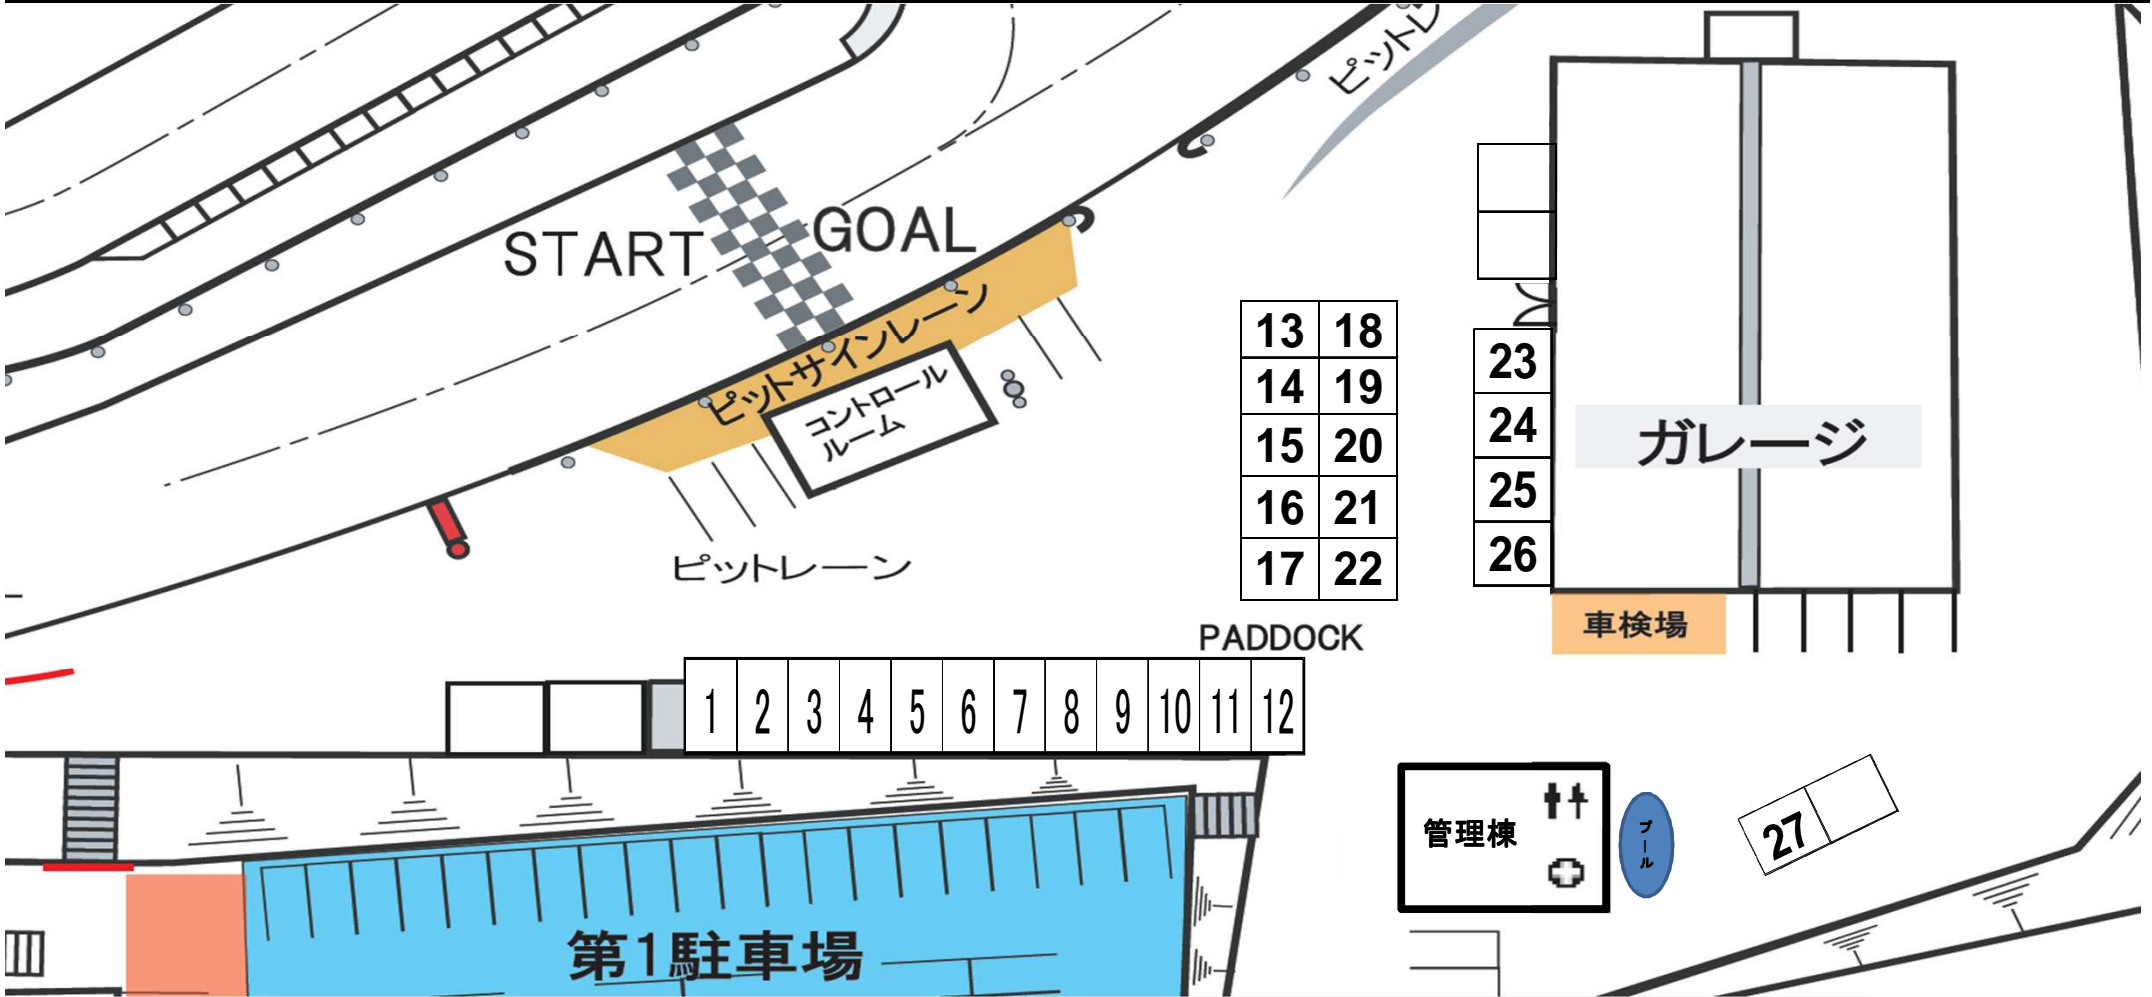 ピットレ
START
GOAL
ピットサインレーン
コントロール
ルーム
ピットレーン
13 18
14 19
15 20
16 21
17 22
23
24
25
26
ガレージ
車検場
PADDOCK
1 2 3 4 5 6 7 8 9 10 11 12
管理棟
プール
27
第1駐車場